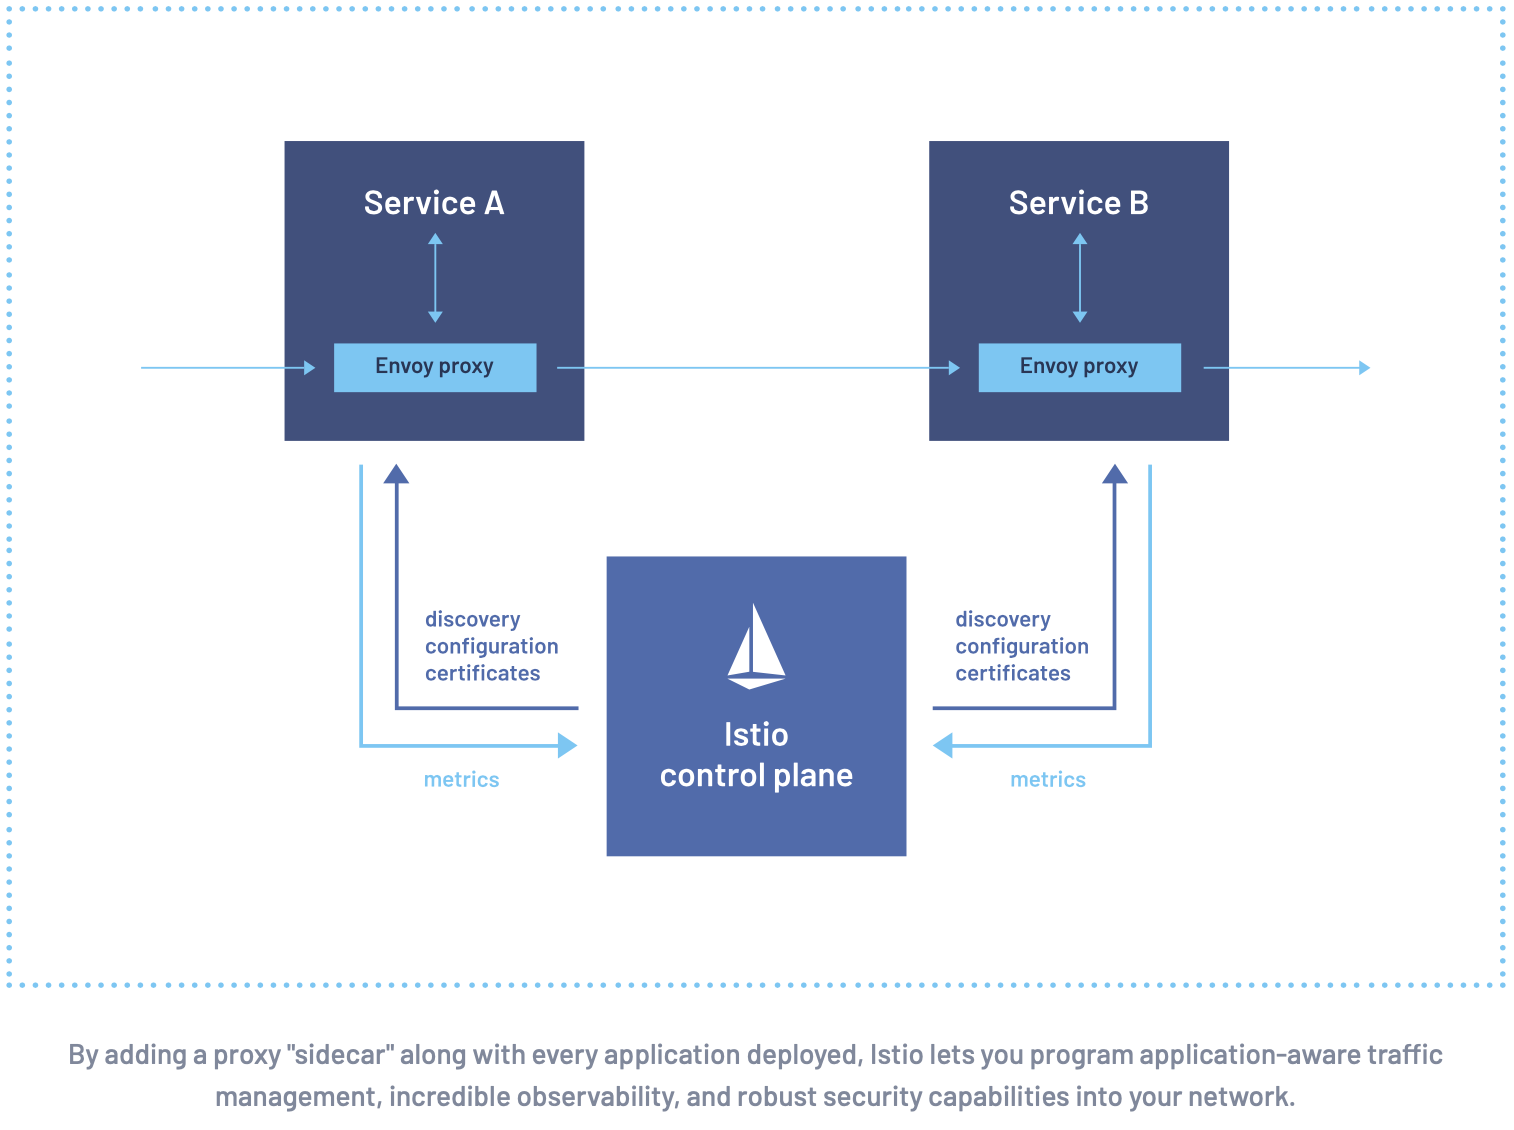 Service A
Service B
Envoy proxy
Envoy proxy
discovery
configuration
certificates
discovery
configuration
certificates
Istio
control plane
metrics
metrics
By adding a proxy "sidecar" along with every application deployed, Istio lets you program application-aware traffic
management, incredible observability, and robust security capabilities into your network.